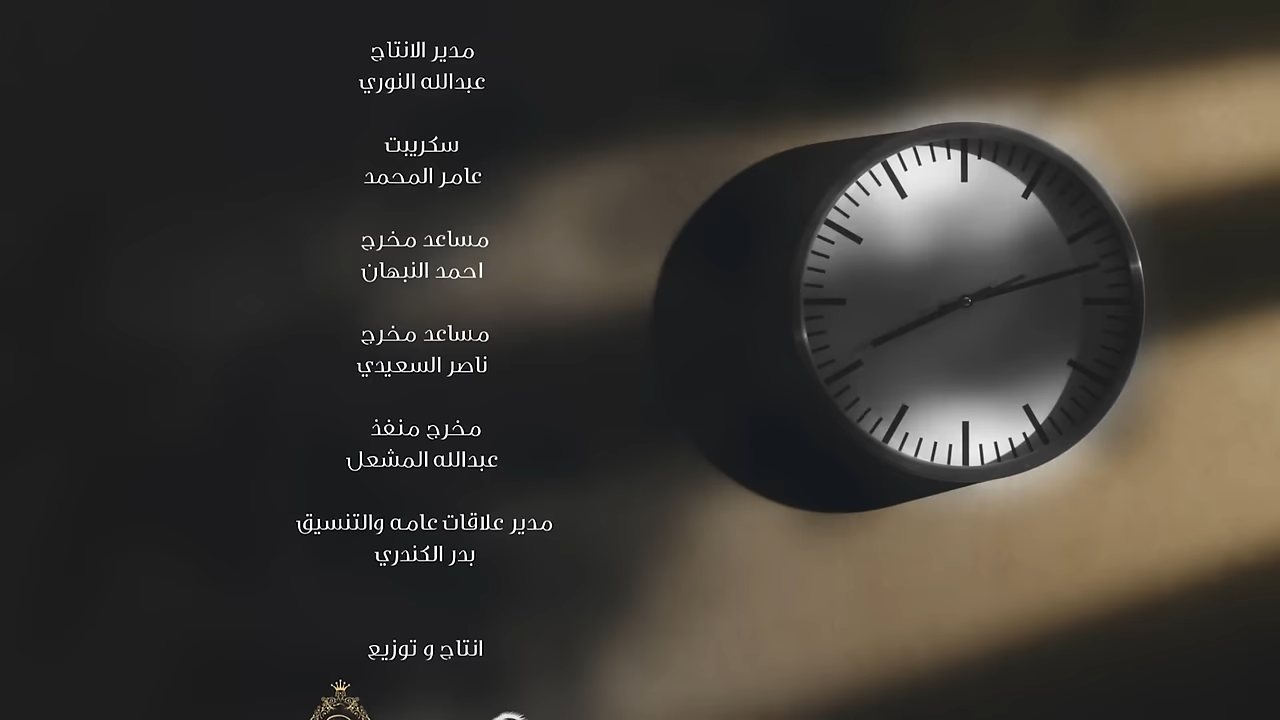 مدير الانتاج
عبدالله النوري
سكريبت
عامر المحمد
مساعد مخرج
احمد النبهان
مساعد مخرج
ناصر السعيدي
مخرج منفذ
عبدالله المشعل
مدير علاقات عامه والتنسيق
بدر الكندري
انتاج و توزيع